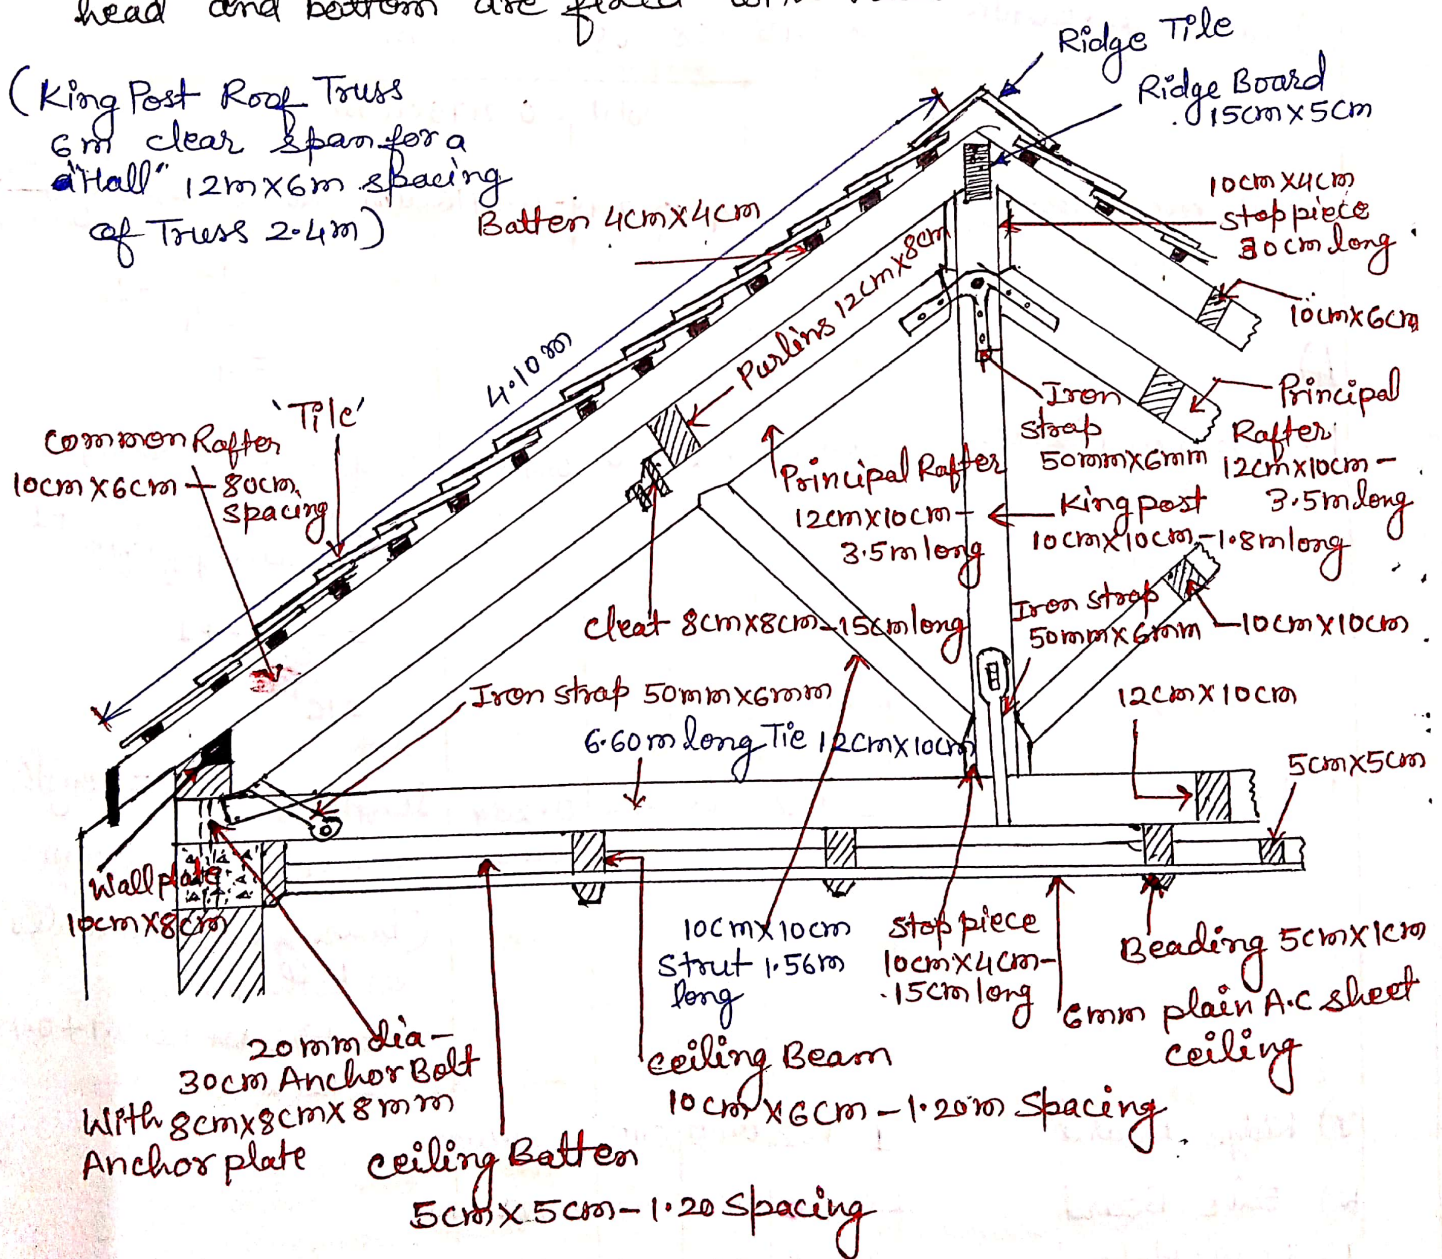 head and bottom are fixed with
(King Post Roof Truss
6m clear span for a
"Hall" 12m x 6m spacing
of Truss 2.4m)
Ridge Tile
Ridge Board
15cm x 5cm
10cm x 4cm
stop piece
30cm long
10cm x 6cm
Batten 4cm x 4cm
Purlins 12cm x 8cm
4.10m
'Tile'
Common Rafter
10cm x 6cm - 80cm
spacing
Iron
strap
50mm x 6mm
Principal
Rafter
12cm x 10cm -
3.5m long
Principal Rafter
12cm x 10cm -
3.5m long
King post
10cm x 10cm - 1.8m long
Cleat 8cm x 8cm - 15cm long
Iron strap
50mm x 6mm
10cm x 10cm
Iron strap 50mm x 6mm
6.60m long Tie 12cm x 10cm
12cm x 10cm
5cm x 5cm
Wall plate
10cm x 8cm
10cm x 10cm
Strut 1.56m
long
Stop piece
10cm x 4cm -
15cm long
Beading 5cm x 1cm
6mm plain A.C sheet
ceiling
20mm dia -
30cm Anchor Bolt
With 8cm x 8cm x 8mm
Anchor plate
Ceiling Beam
10cm x 6cm - 1.20m Spacing
Ceiling Batten
5cm x 5cm - 1.20 Spacing